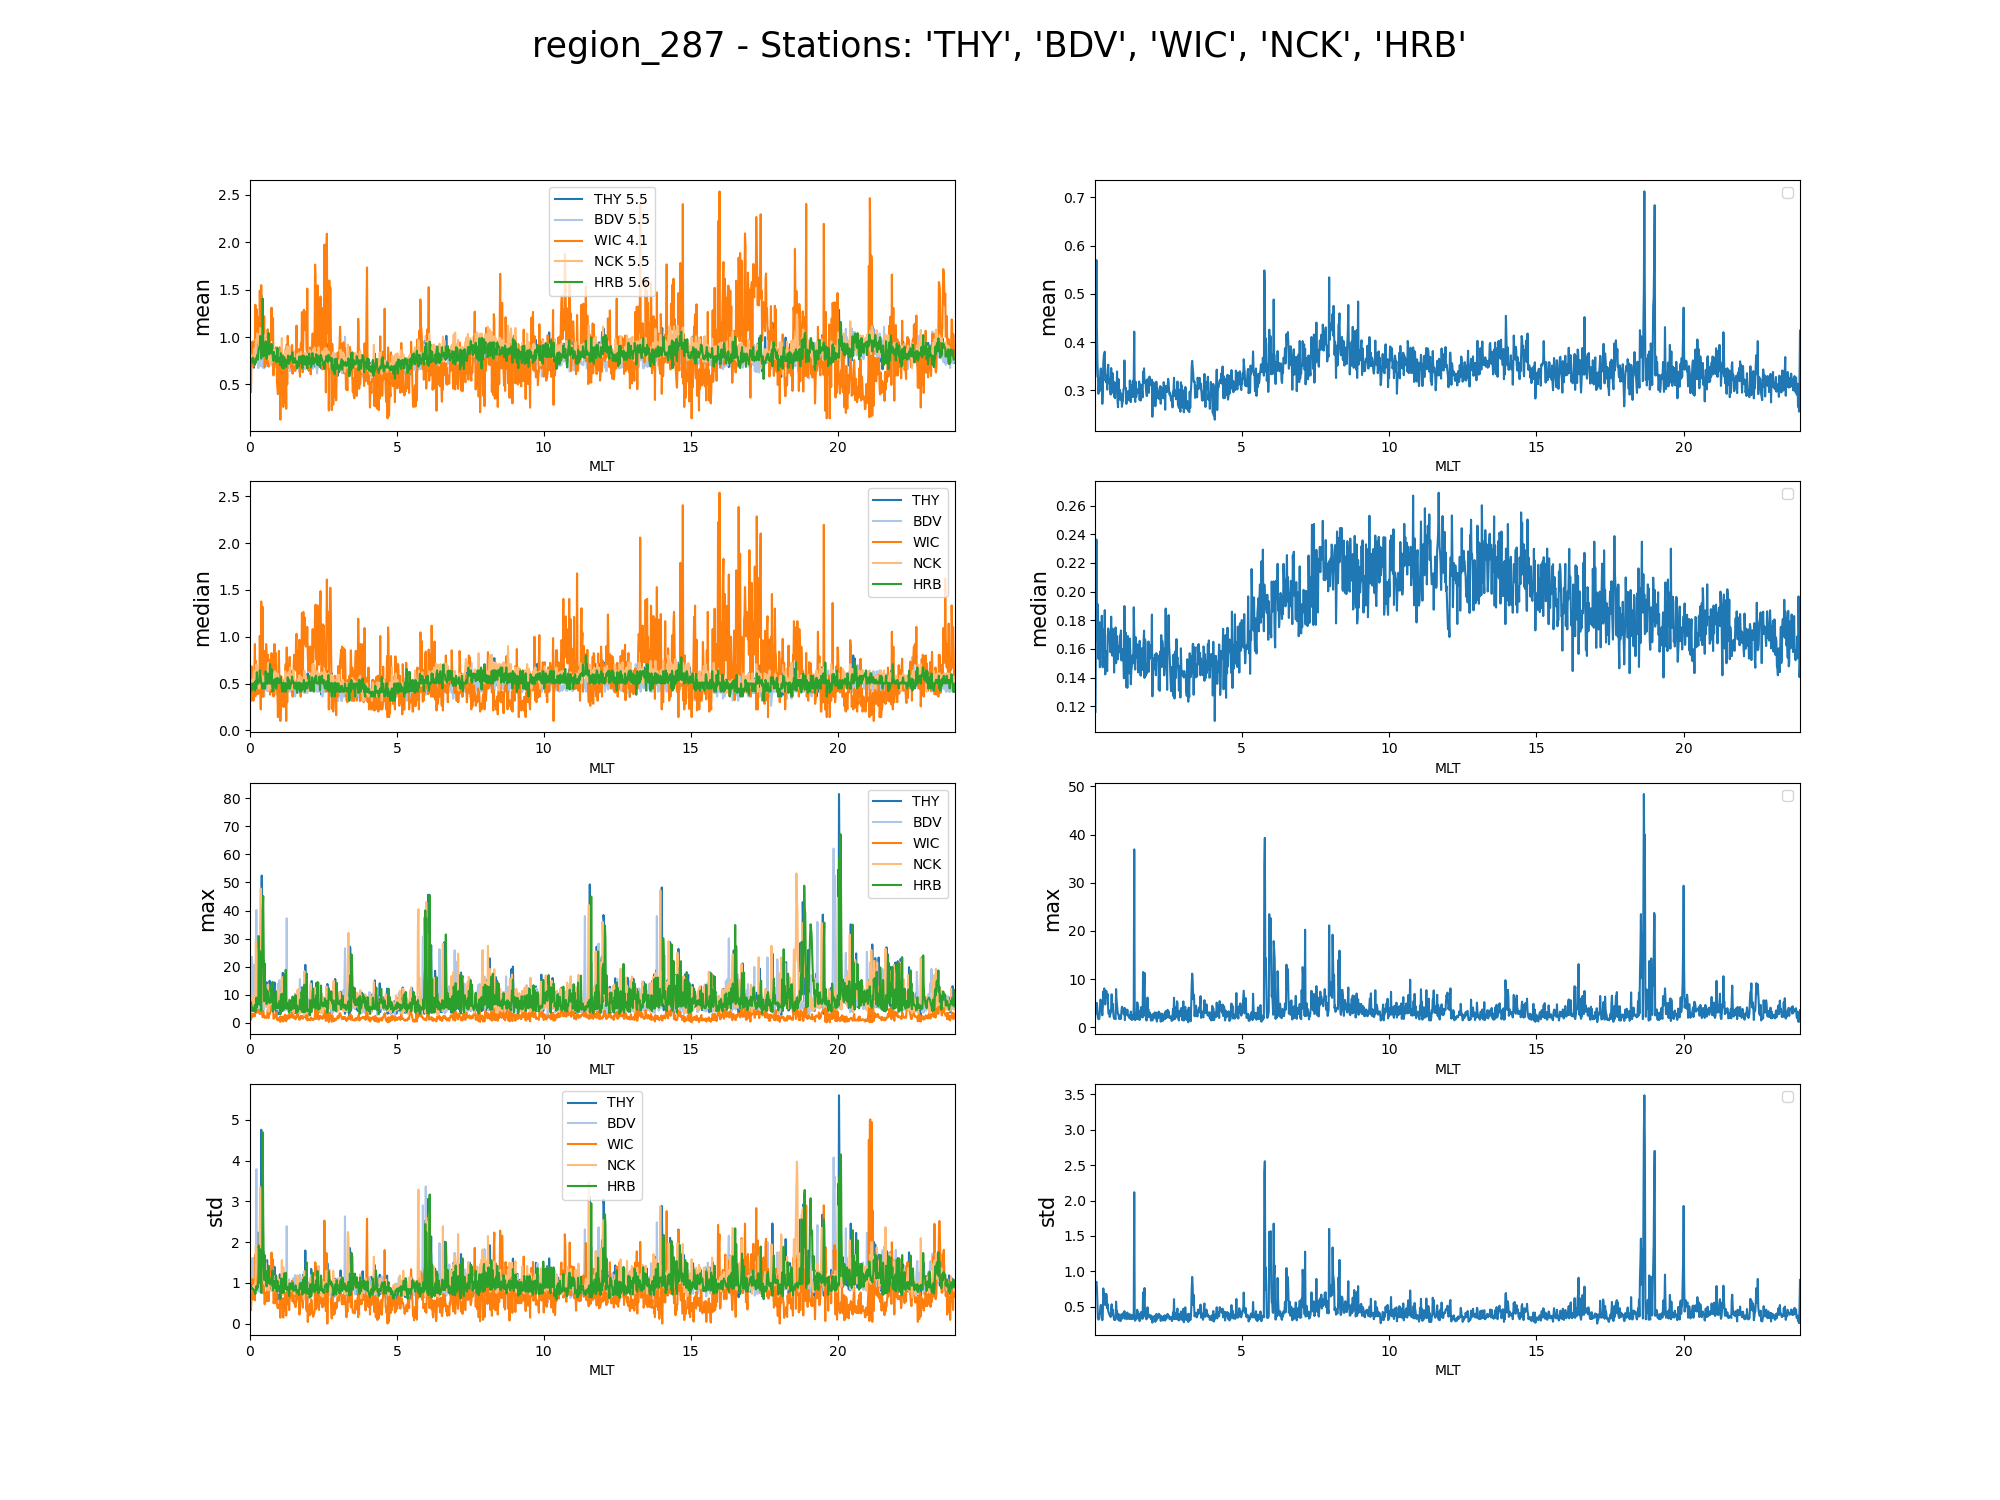 region_287 - Stations: 'THY', 'BDV', 'WIC', 'NCK', 'HRB'
mean
2.5
2.0
1.5
1.0
0.5
THY 5.5
BDV 5.5
WIC 4.1
NCK 5.5
HRB 5.6
0 5 10 15 20
MLT
mean
0.7
0.6
0.5
0.4
0.3
5 10 15 20
MLT
median
2.5
2.0
1.5
1.0
0.5
0.0
THY
BDV
WIC
NCK
HRB
0 5 10 15 20
MLT
median
0.26
0.24
0.22
0.20
0.18
0.16
0.14
0.12
5 10 15 20
MLT
max
80
70
60
50
40
30
20
10
0
THY
BDV
WIC
NCK
HRB
0 5 10 15 20
MLT
max
50
40
30
20
10
0
5 10 15 20
MLT
std
5
4
3
2
1
0
THY
BDV
WIC
NCK
HRB
0 5 10 15 20
MLT
std
3.5
3.0
2.5
2.0
1.5
1.0
0.5
5 10 15 20
MLT